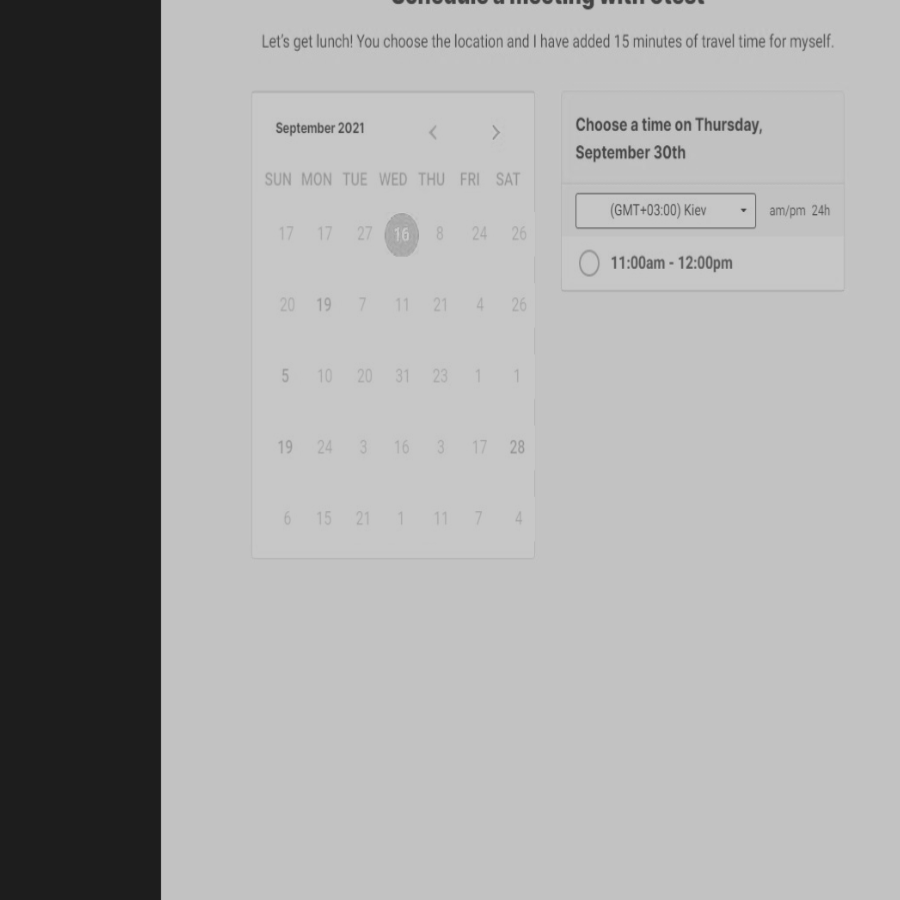 Schedule a meeting with
Let's get lunch! You choose the location and I have added 15 minutes of travel time for myself.
September 2021
SUN MON TUE WED THU FRI SAT
17 17 27 16 8 24 26
20 19 7 11 21 4 26
5 10 20 31 23 1 1
19 24 3 16 3 17 28
6 15 21 1 11 7 4
Choose a time on Thursday,
September 30th
(GMT+03:00) Kiev am/pm 24h
11:00am - 12:00pm